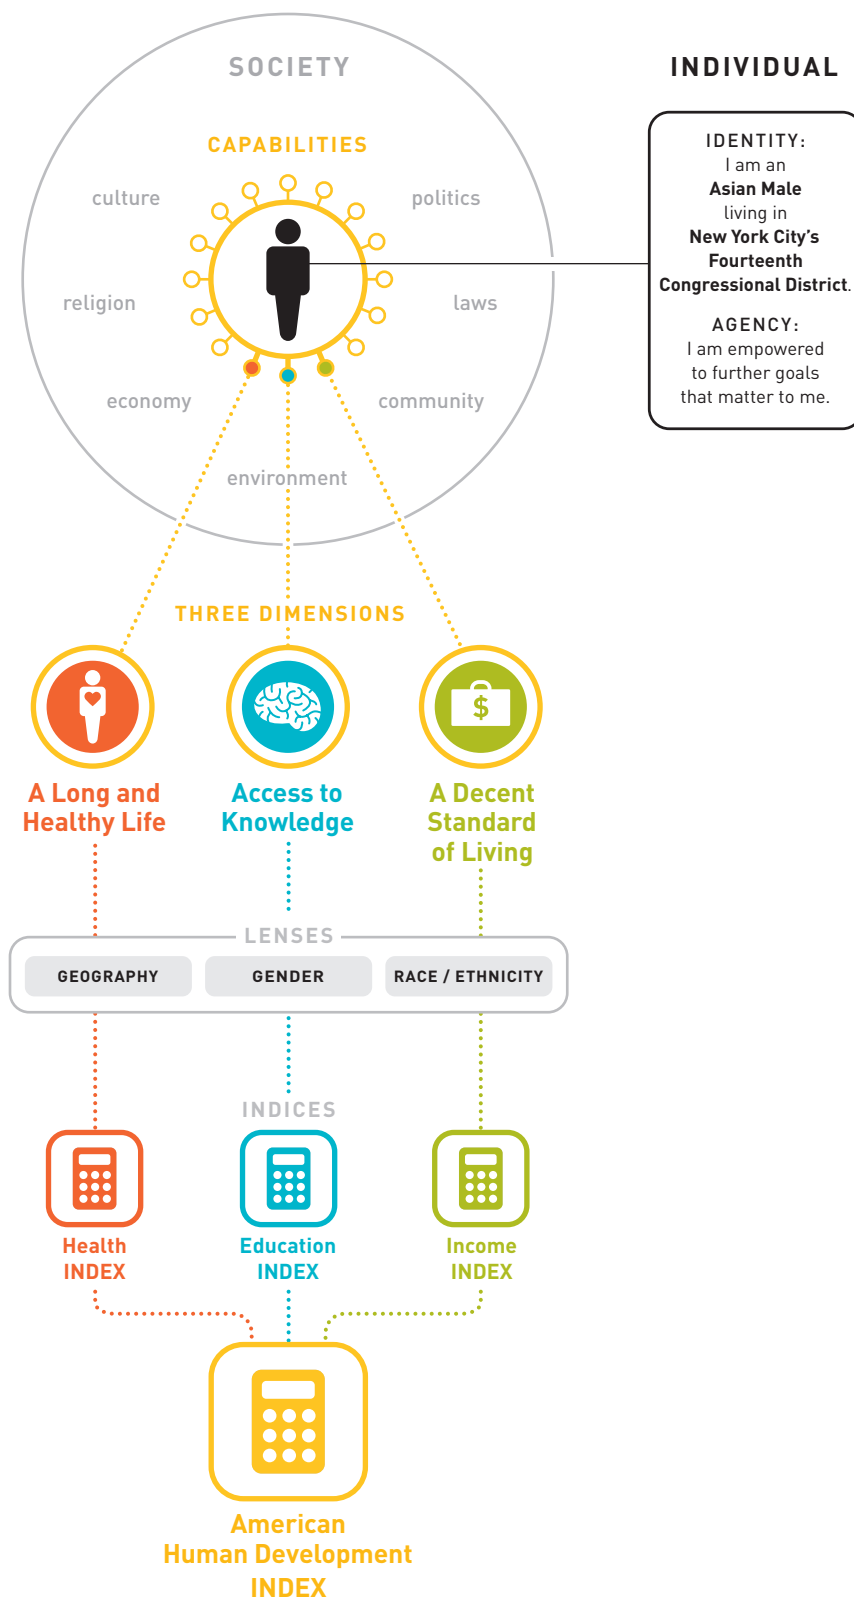 SOCIETY
INDIVIDUAL
CAPABILITIES
culture
politics
religion
laws
economy
community
environment
IDENTITY:
I am an
Asian Male
living in
New York City’s
Fourteenth
Congressional District.
AGENCY:
I am empowered
to further goals
that matter to me.
THREE DIMENSIONS
$
A Long and
Healthy Life
Access to
Knowledge
A Decent
Standard
of Living
LENSES
GEOGRAPHY
GENDER
RACE / ETHNICITY
INDICES
Health
INDEX
Education
INDEX
Income
INDEX
American
Human Development
INDEX